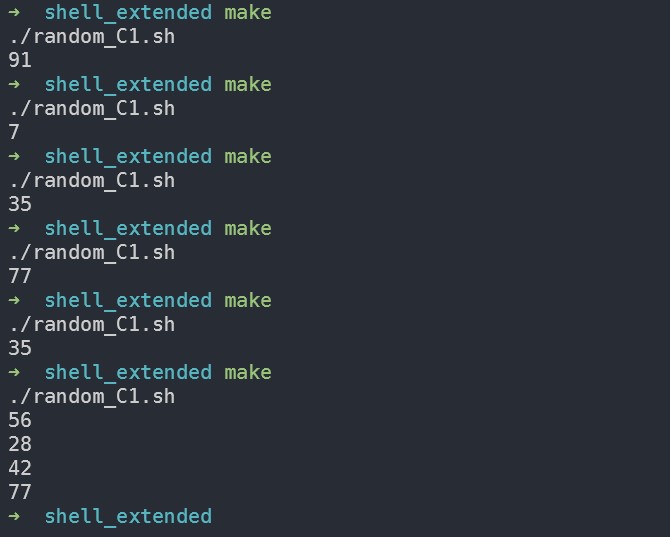 ➜  shell_extended make
./random_C1.sh
91
➜  shell_extended make
./random_C1.sh
7
➜  shell_extended make
./random_C1.sh
35
➜  shell_extended make
./random_C1.sh
77
➜  shell_extended make
./random_C1.sh
35
➜  shell_extended make
./random_C1.sh
56
28
42
77
➜  shell_extended